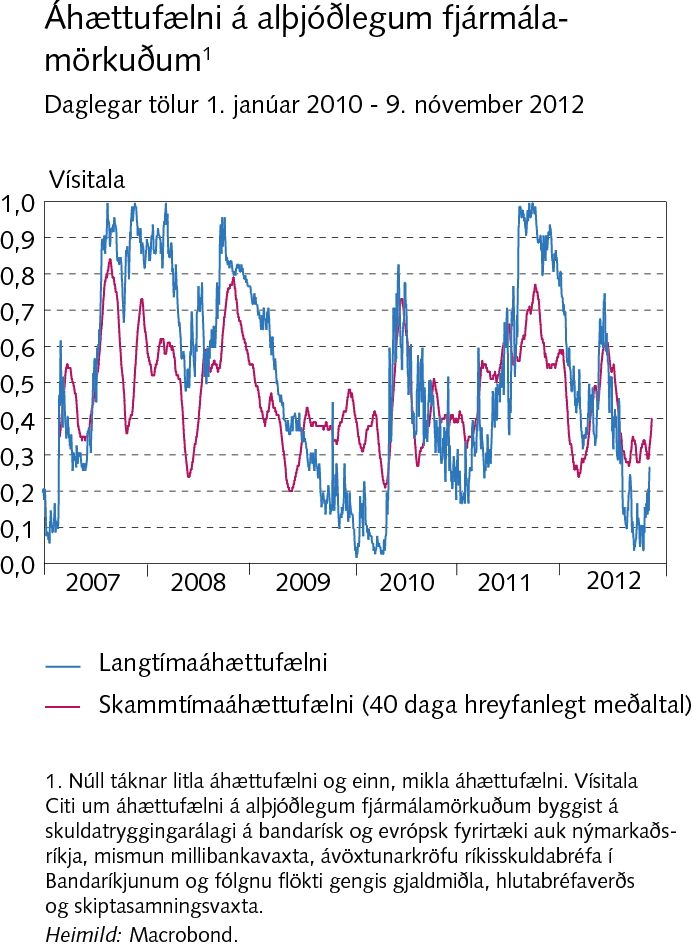 Áhættufælni á alþjóðlegum fjármála-
mörkuðum¹
Daglegar tölur 1. janúar 2010 - 9. nóvember 2012
Vísitala
1,0
0,9
0,8
0,7
0,6
0,5
0,4
0,3
0,2
0,1
0,0
2007 2008 2009 2010 2011 2012
Langtímaáhættufælni
Skammtímaáhættufælni (40 daga hreyfanlegt meðaltal)
1. Núll táknar litla áhættufælni og einn, mikla áhættufælni. Vísitala
Citi um áhættufælni á alþjóðlegum fjármálamörkuðum byggist á
skuldatryggingarálagi á bandarísk og evrópsk fyrirtæki auk nýmarkaðs-
ríkja, mismun millibankavaxta, ávöxtunarkröfu ríkisskuldabréfa í
Bandaríkjunum og fólgnu flökti gengis gjaldmiðla, hlutabréfaverðs
og skiptasamningsvaxta.
Heimild: Macrobond.